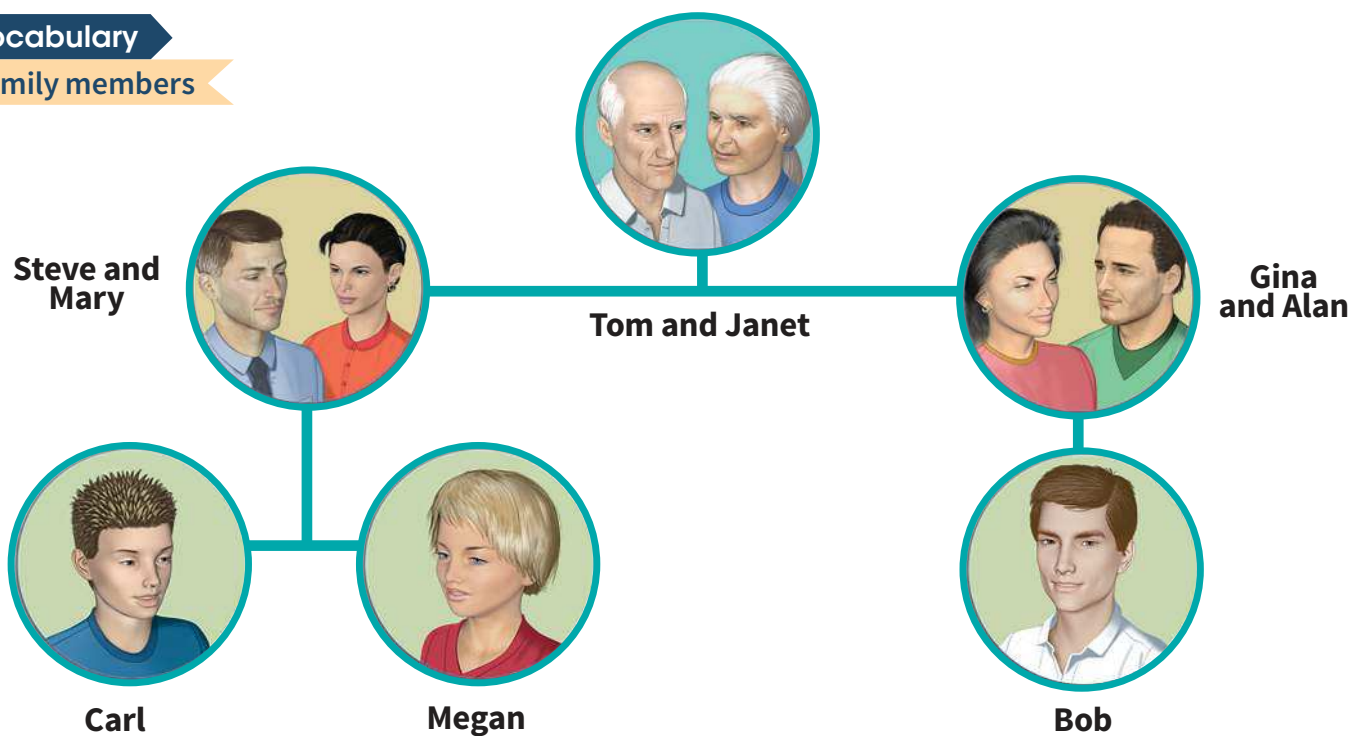 ocabulary
mily members
Steve and
Mary
Tom and Janet
Gina
and Alan
Carl
Megan
Bob